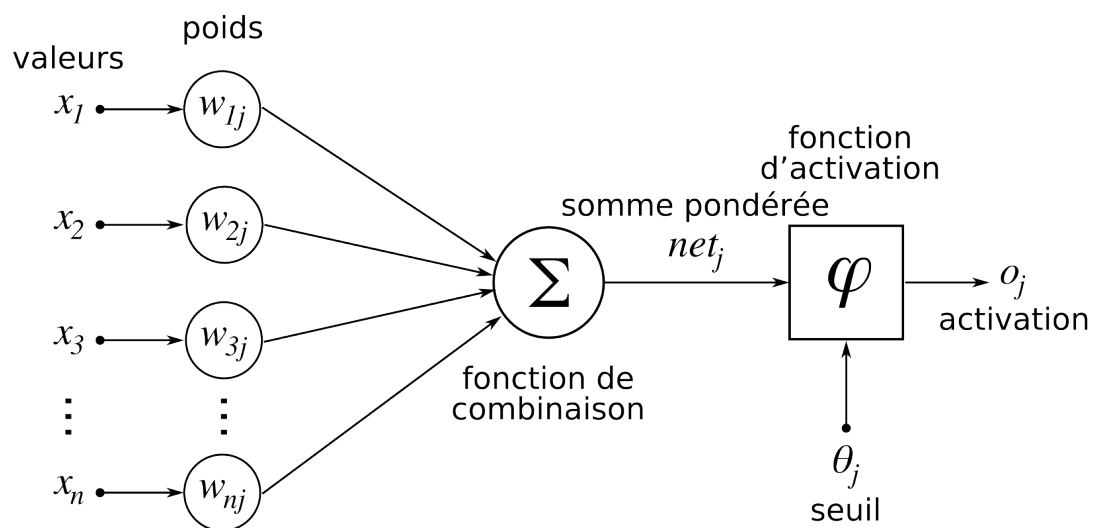 poids
valeurs
x1
w1j
x2
w2j
x3
w3j
⋮
⋮
xn
wnj
Σ
fonction de
combinaison
somme pondérée
netj
fonction
d'activation
φ
oj
activation
θj
seuil